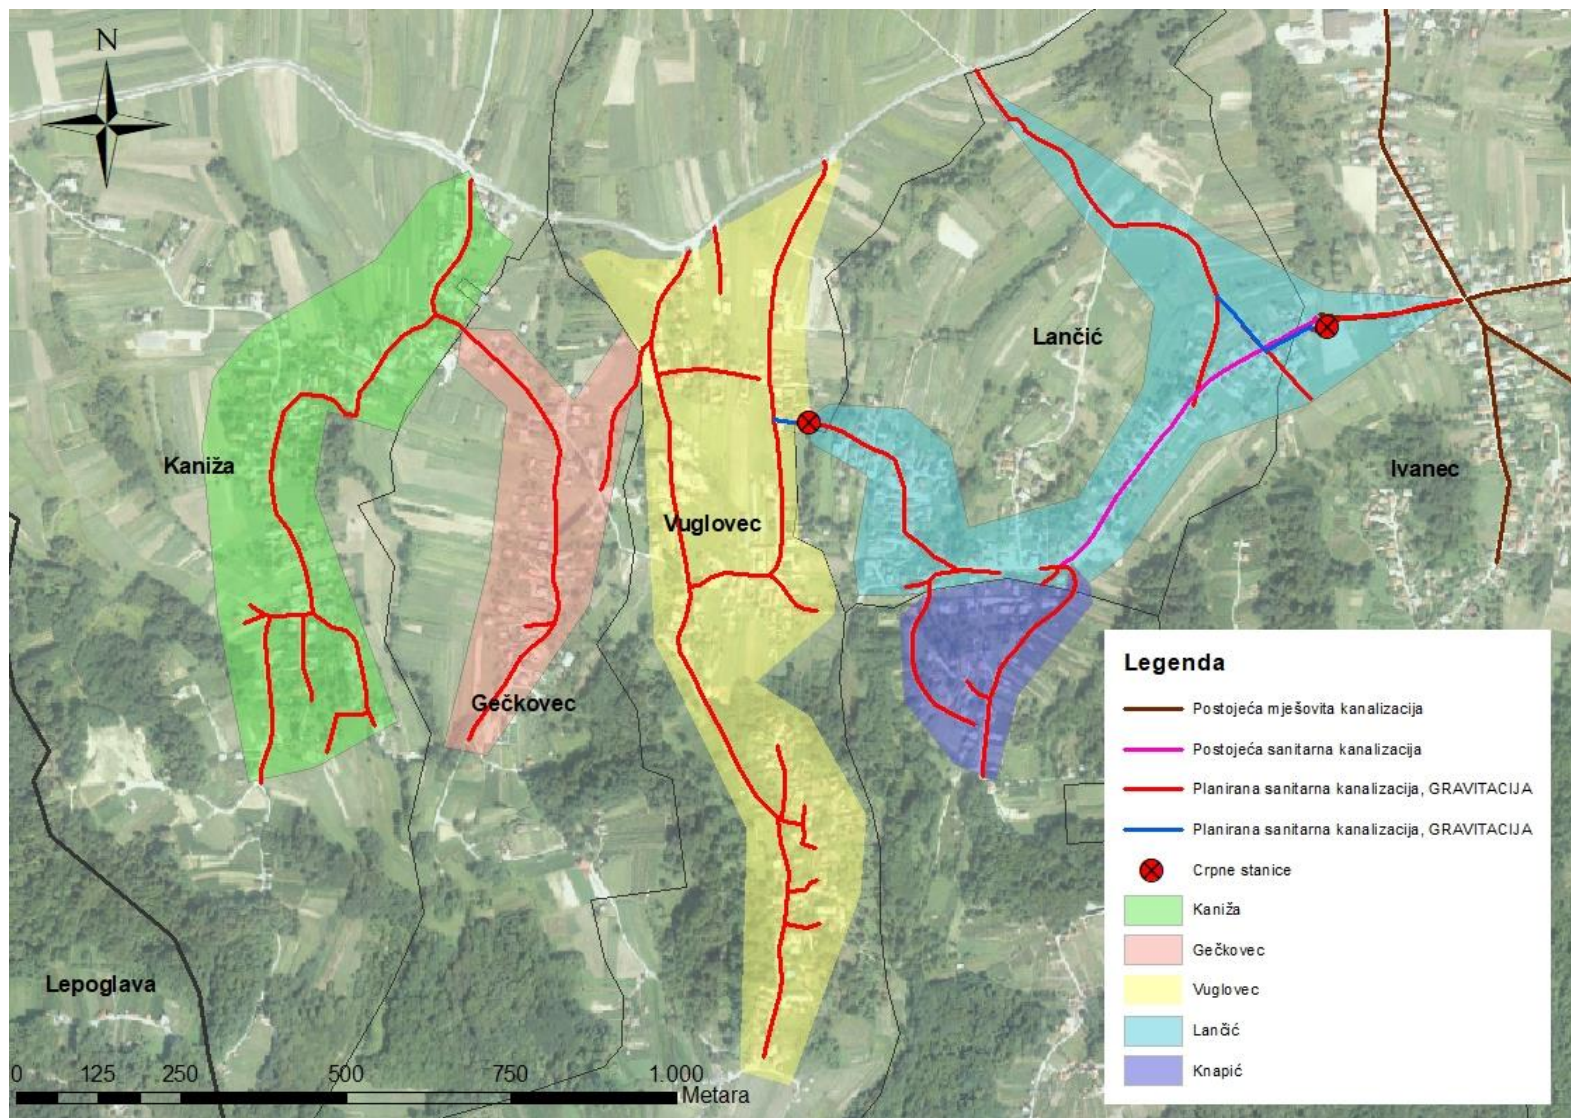 N
Lančić
Kaniža
Ivanec
Vuglovec
Gečkovec
Lepoglava
0 125 250 500 750 1.000
Metara
Legenda
Postojeća mješovita kanalizacija
Postojeća sanitarna kanalizacija
Planirana sanitarna kanalizacija, GRAVITACIJA
Planirana sanitarna kanalizacija, GRAVITACIJA
Crpne stanice
Kaniža
Gečkovec
Vuglovec
Lančić
Knapić